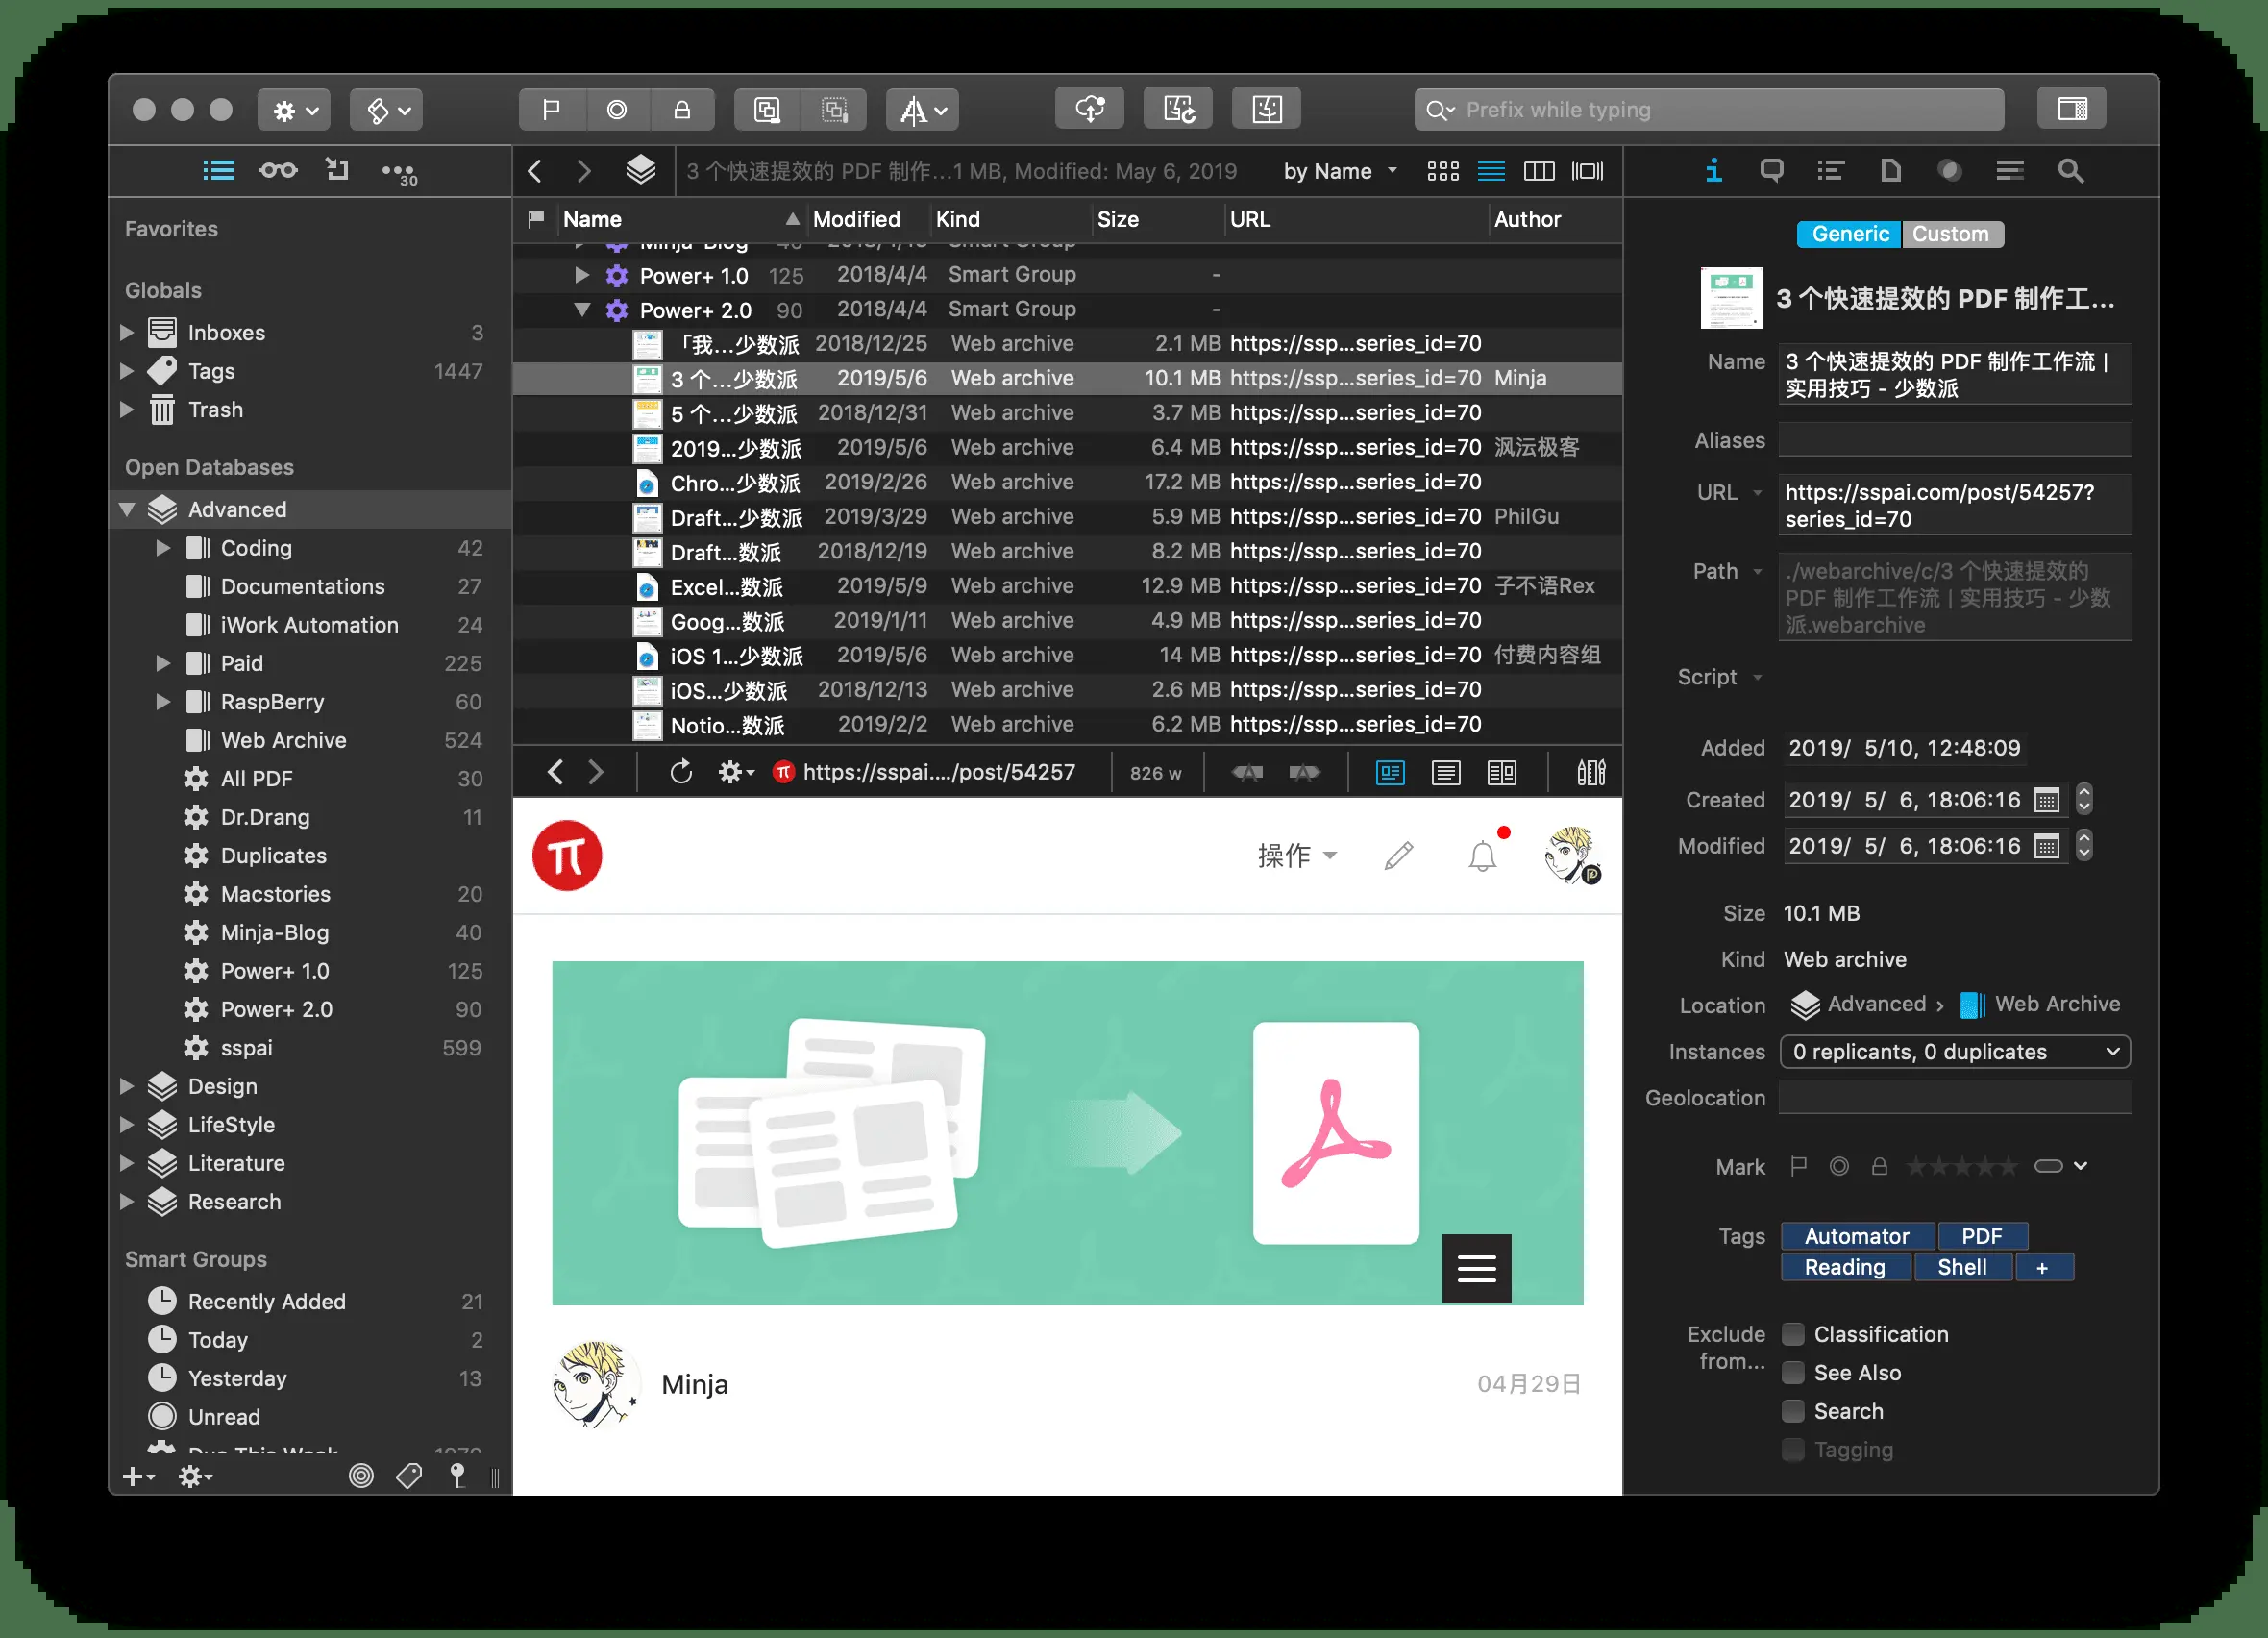 Prefix while typing
30
Favorites
Globals
Inboxes 3
Tags 1447
Trash
Open Databases
Advanced
Coding 42
Documentations 27
iWork Automation 24
Paid 225
RaspBerry 60
Web Archive 524
All PDF 30
Dr.Drang 11
Duplicates
Macstories 20
Minja-Blog 40
Power+ 1.0 125
Power+ 2.0 90
sspai 599
Design
LifeStyle
Literature
Research
Smart Groups
Recently Added 21
Today 2
Yesterday 13
Unread
3 个快速提效的 PDF 制作...1 MB, Modified: May 6, 2019 by Name
Name Modified Kind Size URL Author
Power+ 1.0 125 2018/4/4 Smart Group -
Power+ 2.0 90 2018/4/4 Smart Group -
「我...少数派 2018/12/25 Web archive 2.1 MB https://ssp...series_id=70
3 个...少数派 2019/5/6 Web archive 10.1 MB https://ssp...series_id=70 Minja
5 个...少数派 2018/12/31 Web archive 3.7 MB https://ssp...series_id=70
2019...少数派 2019/5/6 Web archive 6.4 MB https://ssp...series_id=70 沨沄极客
Chro...少数派 2019/2/26 Web archive 17.2 MB https://ssp...series_id=70
Draft...少数派 2019/3/29 Web archive 5.9 MB https://ssp...series_id=70 PhilGu
Draft...数派 2018/12/19 Web archive 8.2 MB https://ssp...series_id=70
Excel...数派 2019/5/9 Web archive 12.9 MB https://ssp...series_id=70 子不语Rex
Goog...数派 2019/1/11 Web archive 4.9 MB https://ssp...series_id=70
iOS 1...少数派 2019/5/6 Web archive 14 MB https://ssp...series_id=70 付费内容组
iOS...少数派 2018/12/13 Web archive 2.6 MB https://ssp...series_id=70
Notio...数派 2019/2/2 Web archive 6.2 MB https://ssp...series_id=70
https://sspai..../post/54257 826 w
操作
Minja 04月29日
Generic Custom
3 个快速提效的 PDF 制作工...
Name 3 个快速提效的 PDF 制作工作流 |
实用技巧 - 少数派
Aliases
URL https://sspai.com/post/54257?
series_id=70
Path ./webarchive/c/3 个快速提效的
PDF 制作工作流 | 实用技巧 - 少数
派.webarchive
Script
Added 2019/ 5/10, 12:48:09
Created 2019/ 5/ 6, 18:06:16
Modified 2019/ 5/ 6, 18:06:16
Size 10.1 MB
Kind Web archive
Location Advanced › Web Archive
Instances 0 replicants, 0 duplicates
Geolocation
Mark
Tags Automator PDF
Reading Shell +
Exclude Classification
from...
See Also
Search
Tagging